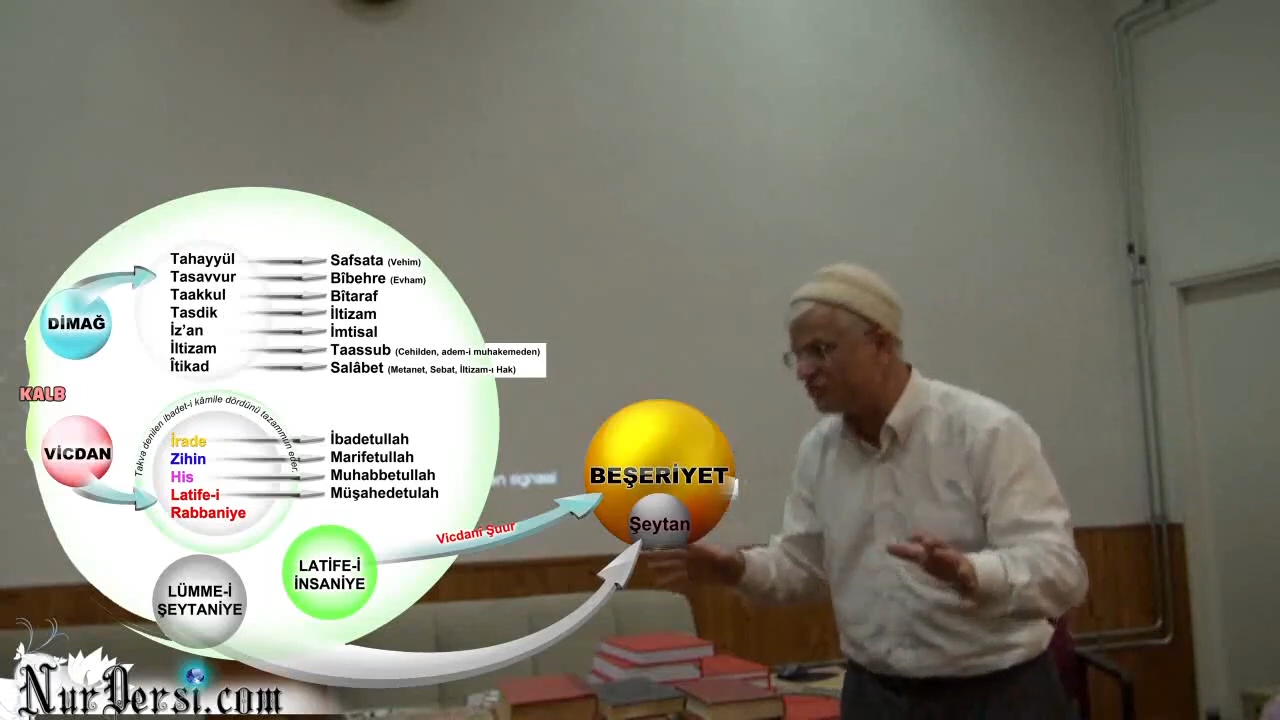 Tahayyül Safsata (Vehim)
Tasavvur Bîbehre (Evham)
Taakkul Bîtaraf
Tasdik İltizam
İz'an İmtisal
İltizam Taassub (Cehilden, adem-i muhakemeden)
Îtikad Salâbet (Metanet, Sebat, İltizam-ı Hak)
DİMAĞ
KALB
VİCDAN
Takva denilen ibadet-i kâmile dördünü tazammun eder.
İrade İbadetullah
Zihin Marifetullah
His Muhabbetullah
Latife-i Müşahedetulah
Rabbaniye
BEŞERİYET
Şeytan
Vicdanî Şuur
LATİFE-İ
İNSANİYE
LÜMME-İ
ŞEYTANİYE
NurDersi.com